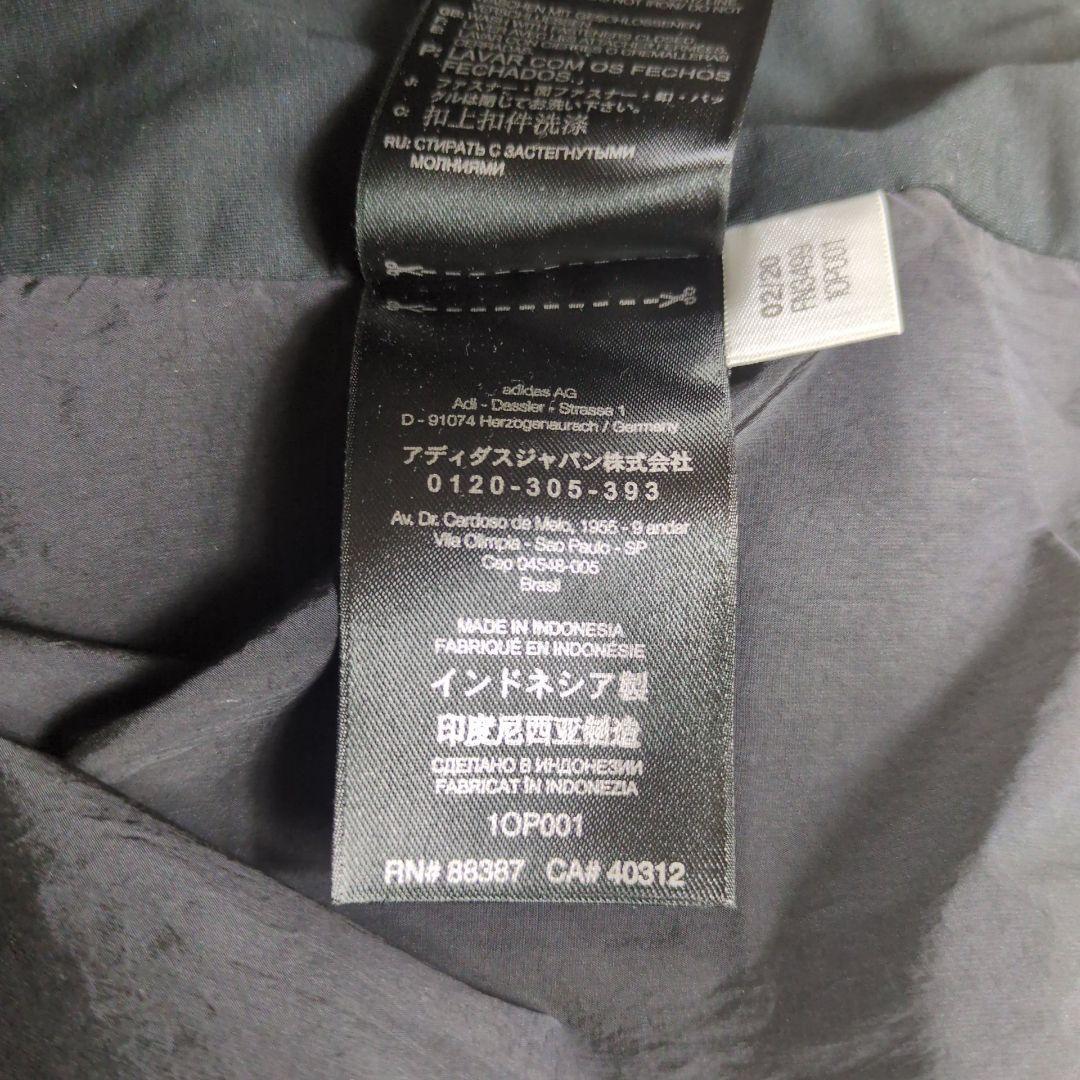 LAVAR COM OS FECHOS
FECHADOS.
ファスナー・面ファスナー・釦・バッ
クルは閉じてお洗い下さい。
扣上扣件洗涤
RU: СТИРАТЬ С ЗАСТЕГНУТЫМИ
МОЛНИЯМИ
02/20
1OP001
adidas AG
Adi - Dassler - Strasse 1
D - 91074 Herzogenaurach / Germany
アディダスジャパン株式会社
0120-305-393
Av. Dr. Cardoso de Melo, 1955 - 9 andar
Vila Olimpia - Sao Paulo - SP
Cep 04548-005
Brasil
MADE IN INDONESIA
FABRIQUÉ EN INDONÉSIE
インドネシア製
印度尼西亚制造
СДЕЛАНО В ИНДОНЕЗИИ
FABRICAT ÎN INDONEZIA
1OP001
RN# 88387 CA# 40312